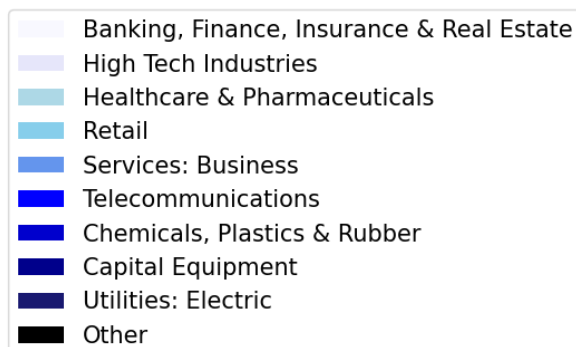 Banking, Finance, Insurance & Real Estate
High Tech Industries
Healthcare & Pharmaceuticals
Retail
Services: Business
Telecommunications
Chemicals, Plastics & Rubber
Capital Equipment
Utilities: Electric
Other